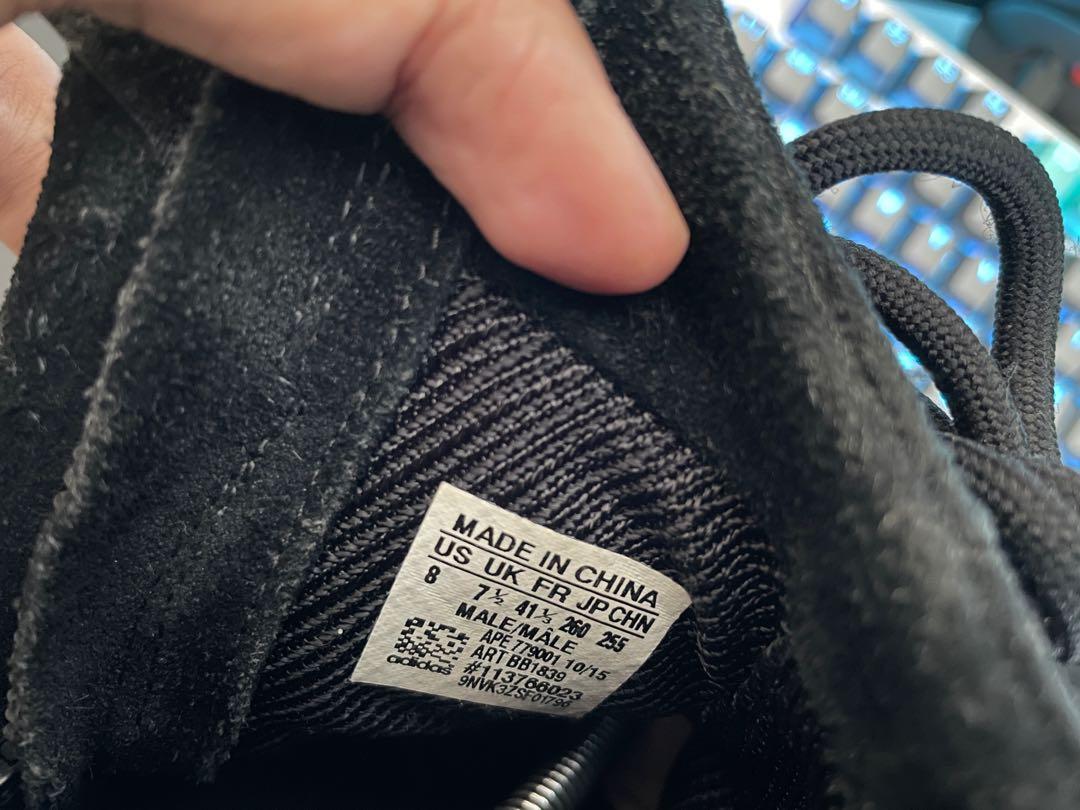 MADE IN CHINA
US UK FR JP CHN
8 7½ 41⅓ 260 255
MALE/MÂLE
APE 779001 10/15
ART BB1839
#113766023
9NVK3ZSF01796
adidas